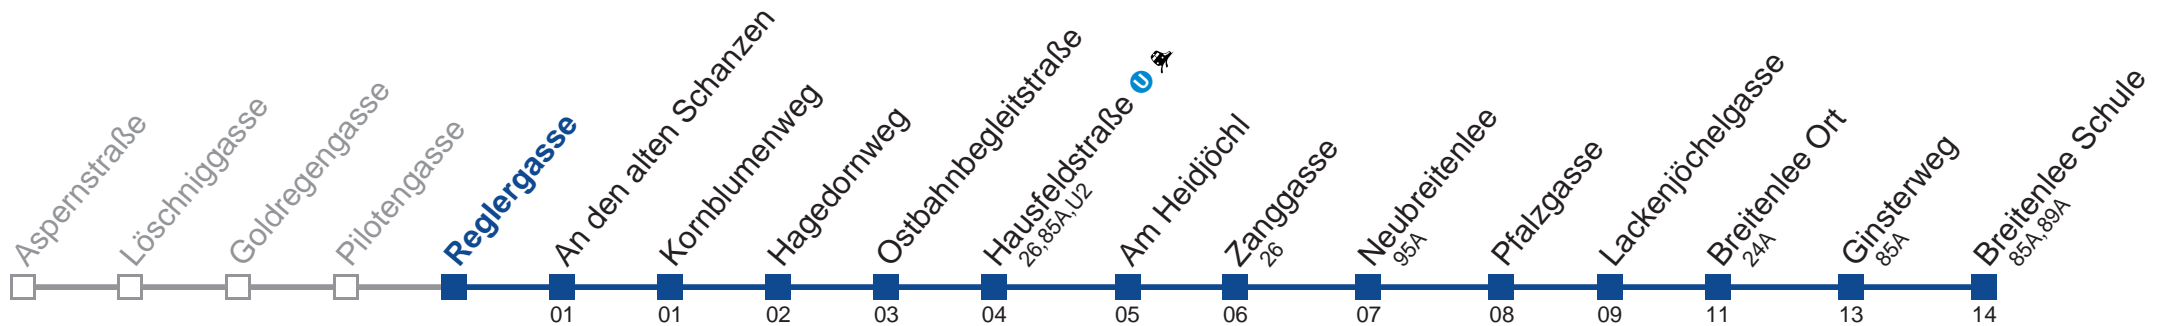 Aspernstraße
Löschniggasse
Goldregengasse
Pilotengasse
Reglergasse
An den alten Schanzen
01
Kornblumenweg
01
Hagedornweg
02
Ostbahnbegleitstraße
03
Hausfeldstraße U
26,85A,U2
04
Am Heidjöchl
05
Zanggasse
26
06
Neubreitenlee
95A
07
Pfalzgasse
08
Lackenjöchelgasse
09
Breitenlee Ort
24A
11
Ginsterweg
85A
13
Breitenlee Schule
85A,89A
14